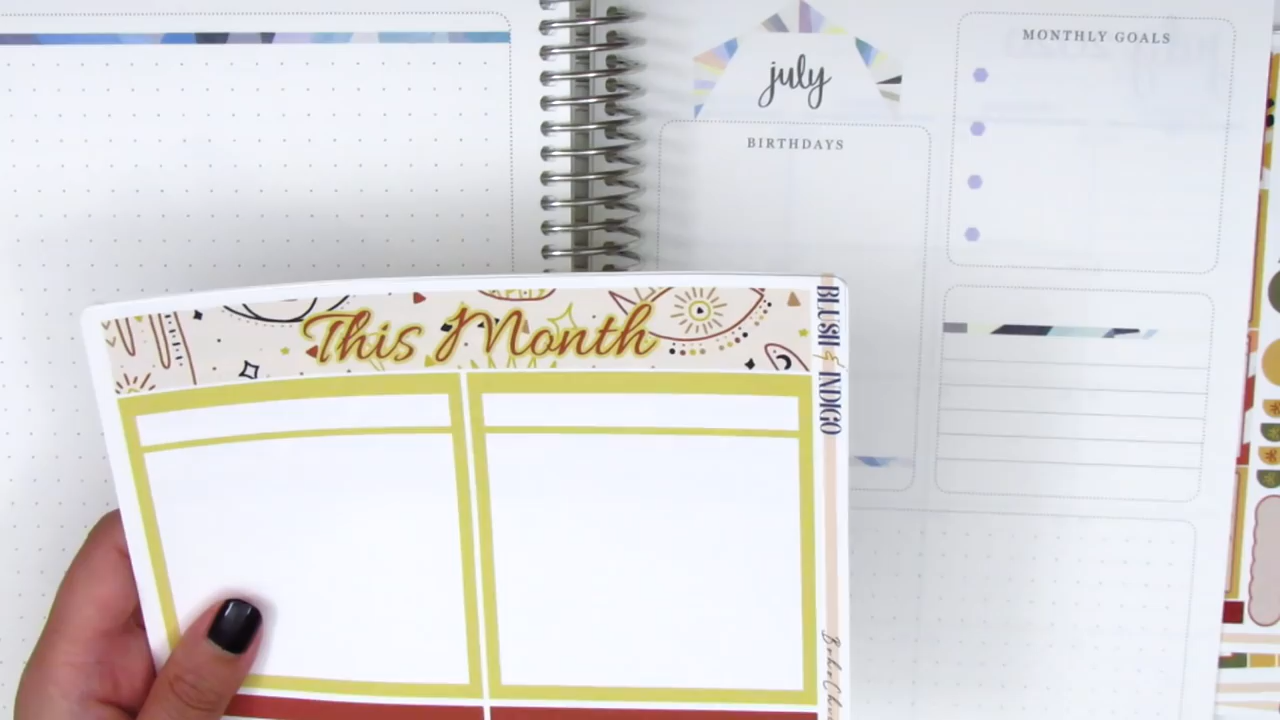 july
MONTHLY GOALS
BIRTHDAYS
This Month
BLUSH & INDIGO